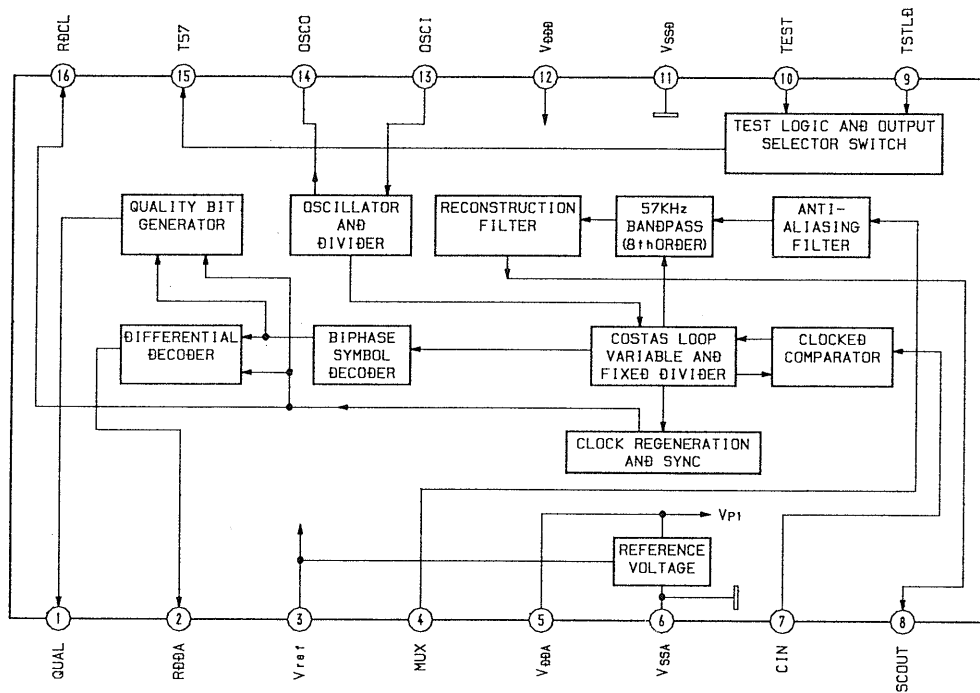 RDCL
T57
OSCO
OSCI
VDDD
VSSD
TEST
TSTLD
16
15
14
13
12
11
10
9
TEST LOGIC AND OUTPUT
SELECTOR SWITCH
QUALITY BIT
GENERATOR
OSCILLATOR
AND
DIVIDER
RECONSTRUCTION
FILTER
57KHz
BANDPASS
(8thORDER)
ANTI-
ALIASING
FILTER
DIFFERENTIAL
DECODER
BIPHASE
SYMBOL
DECODER
COSTAS LOOP
VARIABLE AND
FIXED DIVIDER
CLOCKED
COMPARATOR
CLOCK REGENERATION
AND SYNC
VP1
REFERENCE
VOLTAGE
1
2
3
4
5
6
7
8
QUAL
RDDA
Vref
MUX
VDDA
VSSA
CIN
SCOUT